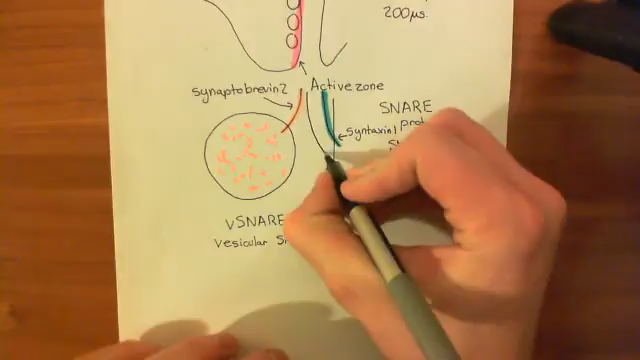 200μs.
Active zone
synaptobrevin2
SNARE
syntaxin1
vSNARE
vesicular